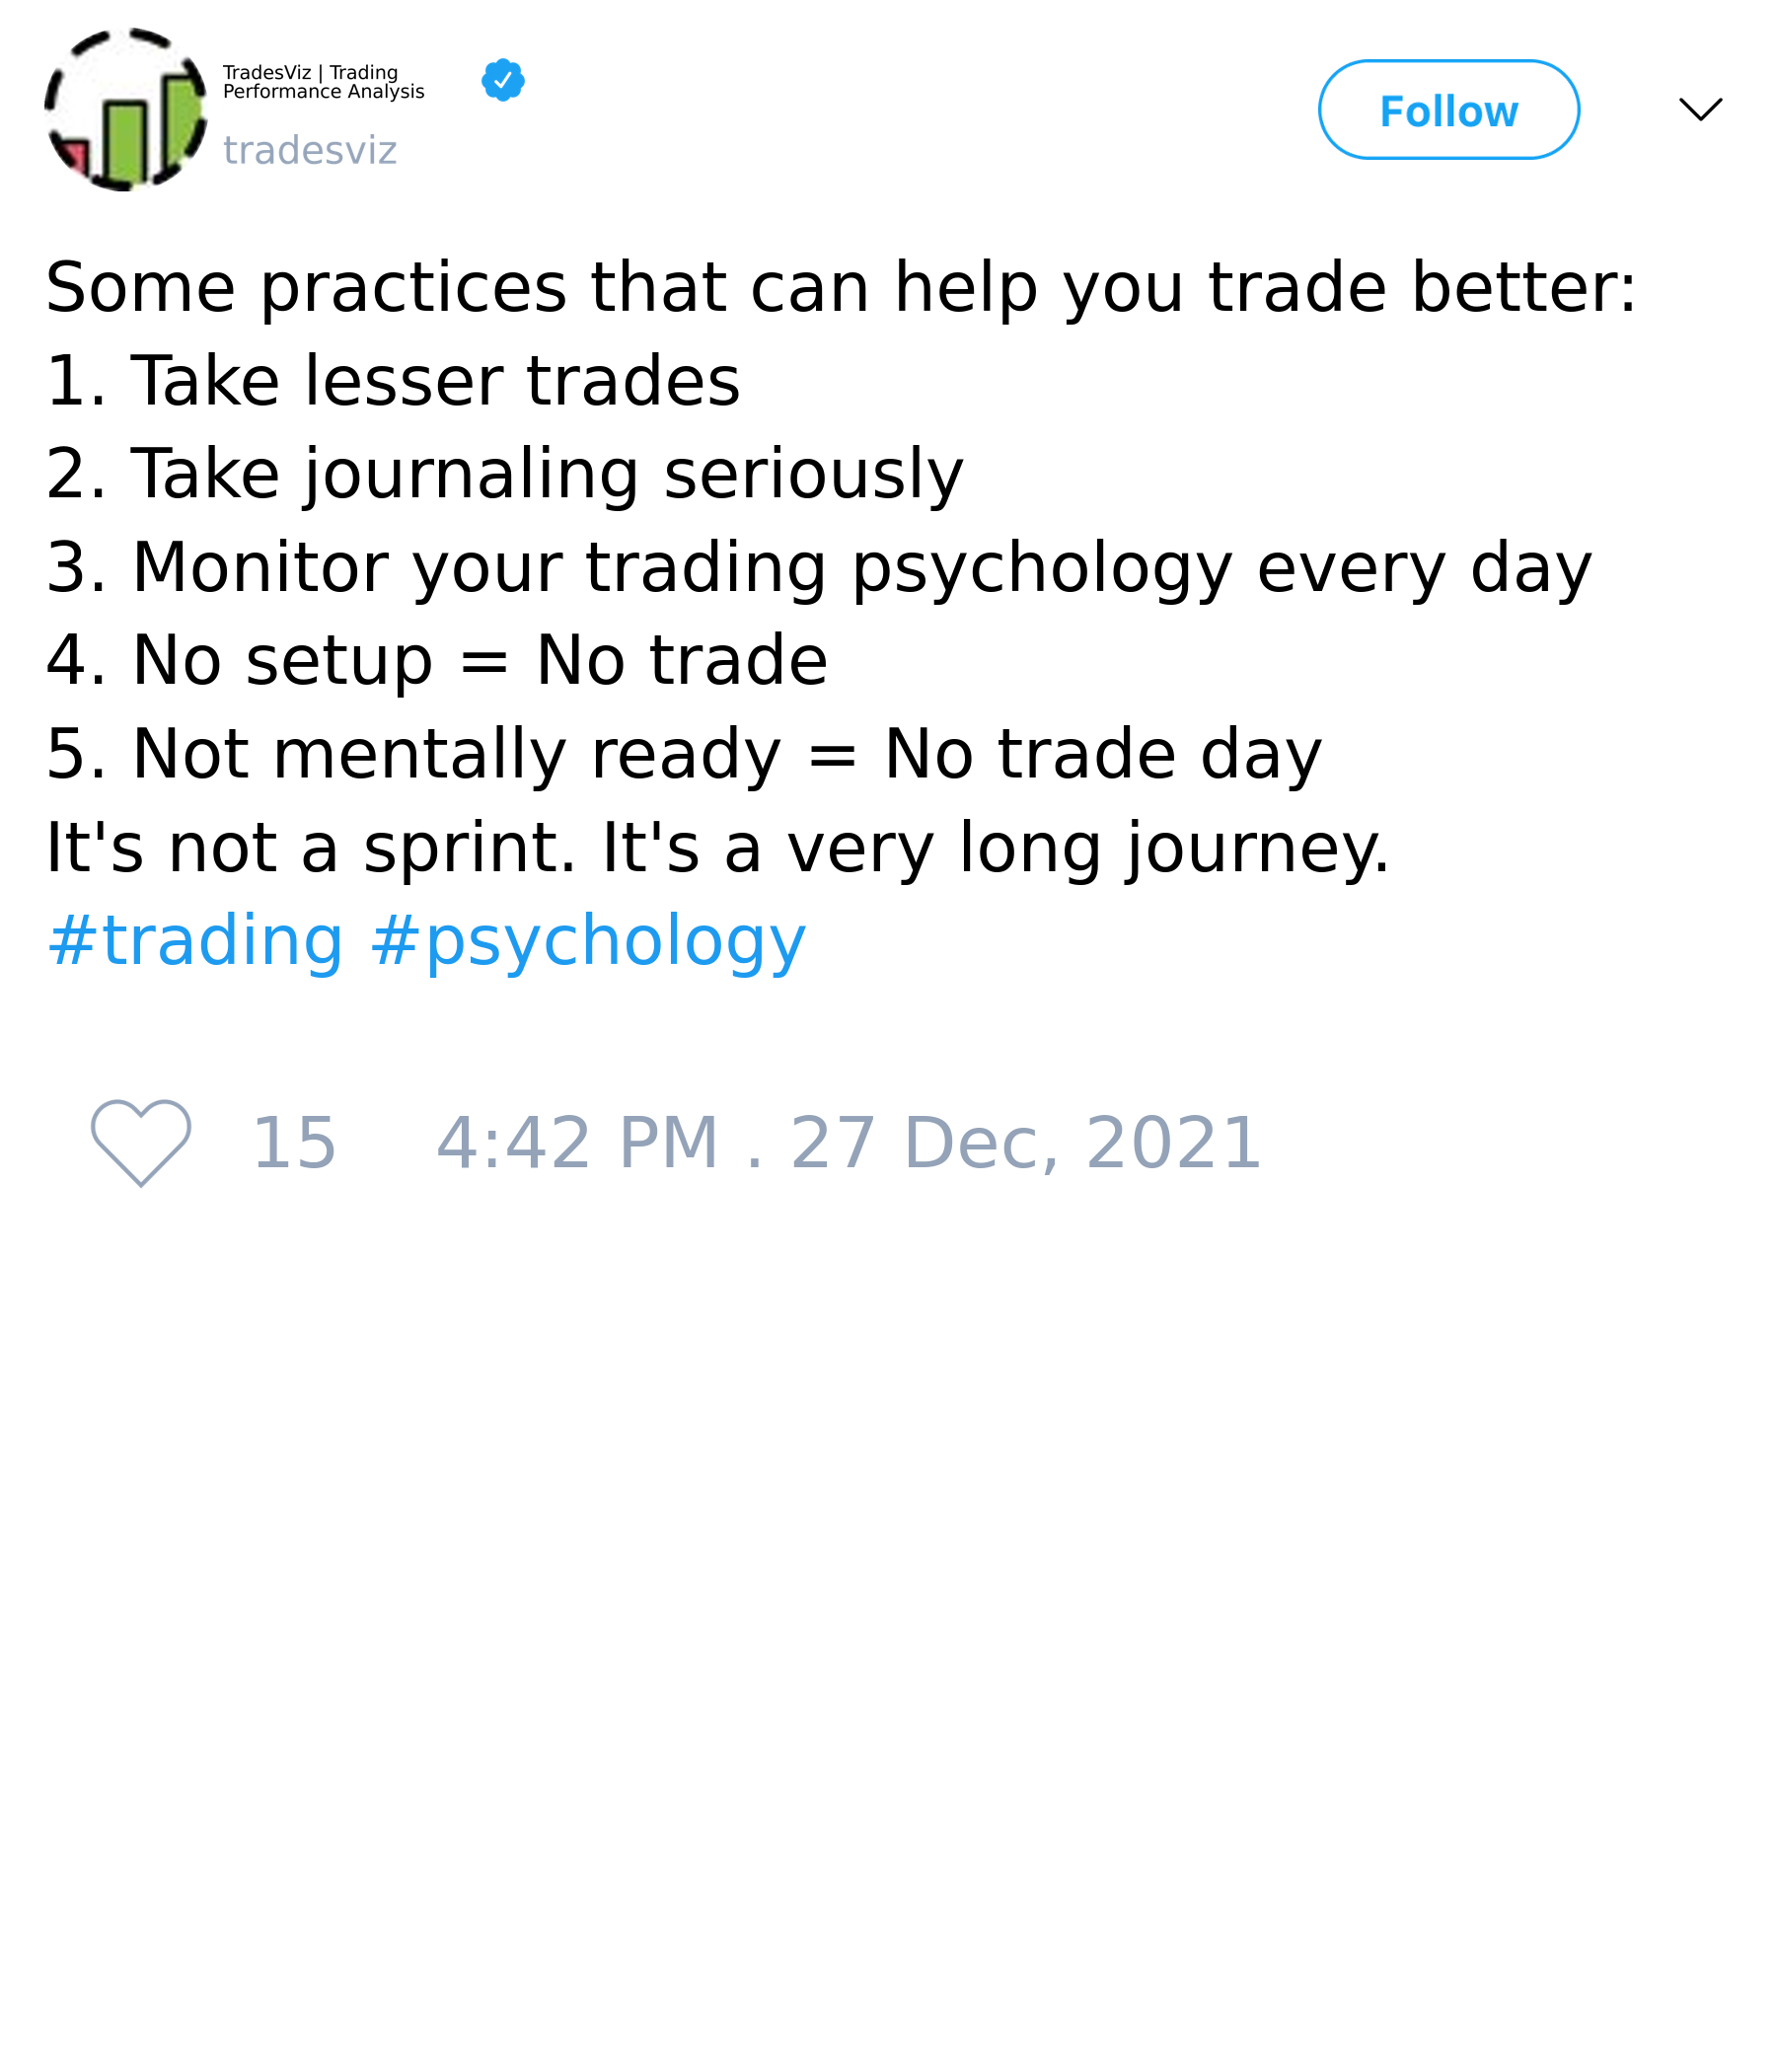 TradesViz | Trading
Performance Analysis
tradesviz
Follow
Some practices that can help you trade better:
1. Take lesser trades
2. Take journaling seriously
3. Monitor your trading psychology every day
4. No setup = No trade
5. Not mentally ready = No trade day
It's not a sprint. It's a very long journey.
#trading #psychology
15 4:42 PM . 27 Dec, 2021